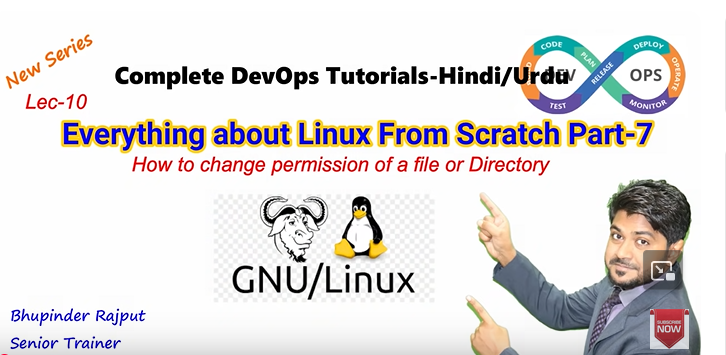 New Series
Lec-10
Complete DevOps Tutorials-Hindi/Urdu
CODE
PLAN
RELEASE
DEPLOY
OPERATE
MONITOR
TEST
OPS
Everything about Linux From Scratch Part-7
How to change permission of a file or Directory
GNU/Linux
Bhupinder Rajput
Senior Trainer
SUBSCRIBE
NOW